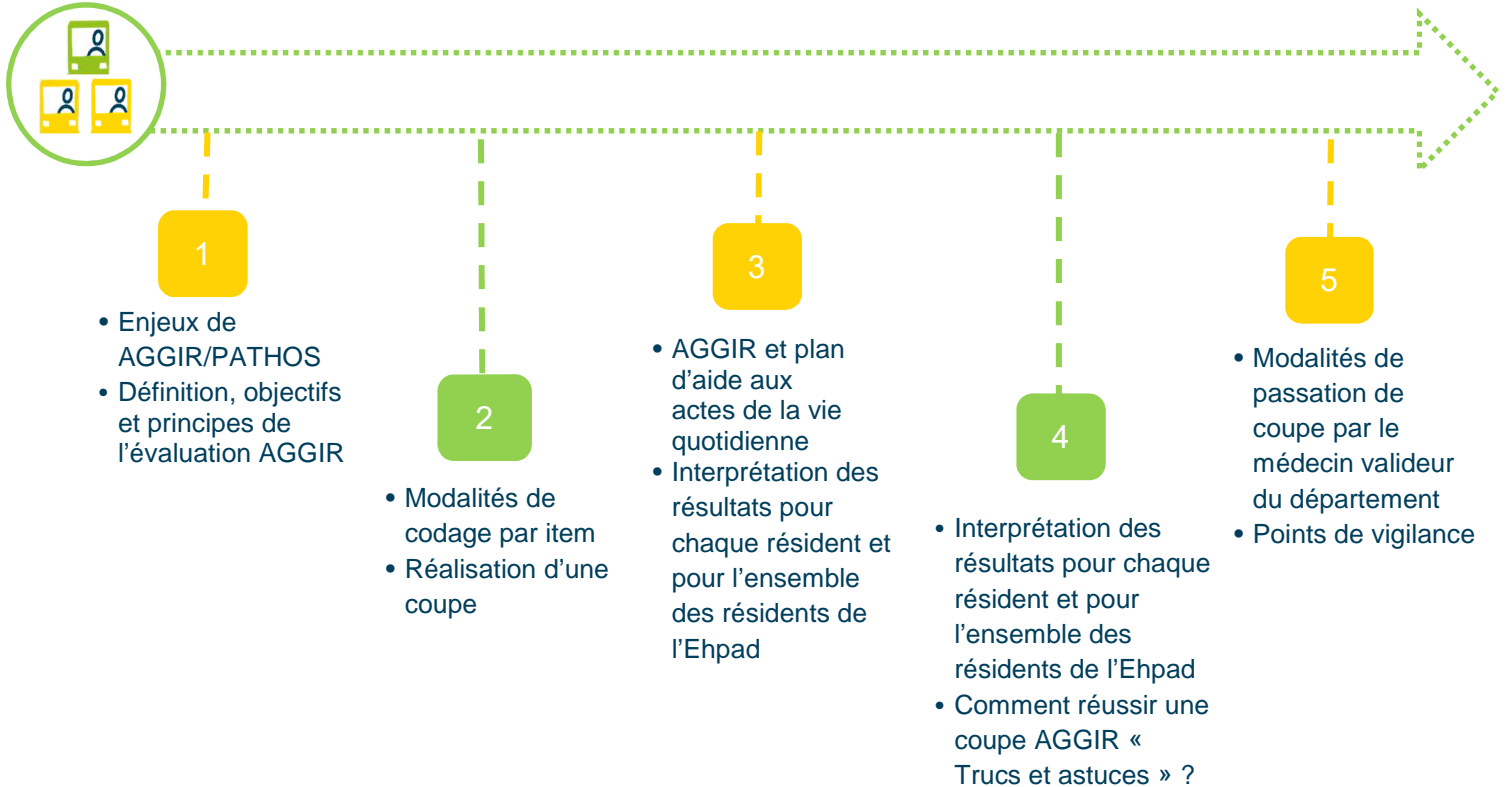 1
• Enjeux de
AGGIR/PATHOS
• Définition, objectifs
et principes de
l’évaluation AGGIR
2
• Modalités de
codage par item
• Réalisation d’une
coupe
3
• AGGIR et plan
d’aide aux
actes de la vie
quotidienne
• Interprétation des
résultats pour
chaque résident et
pour l’ensemble
des résidents de
l’Ehpad
4
• Interprétation des
résultats pour chaque
résident et pour
l’ensemble des
résidents de l’Ehpad
• Comment réussir une
coupe AGGIR «
Trucs et astuces » ?
5
• Modalités de
passation de
coupe par le
médecin valideur
du département
• Points de vigilance